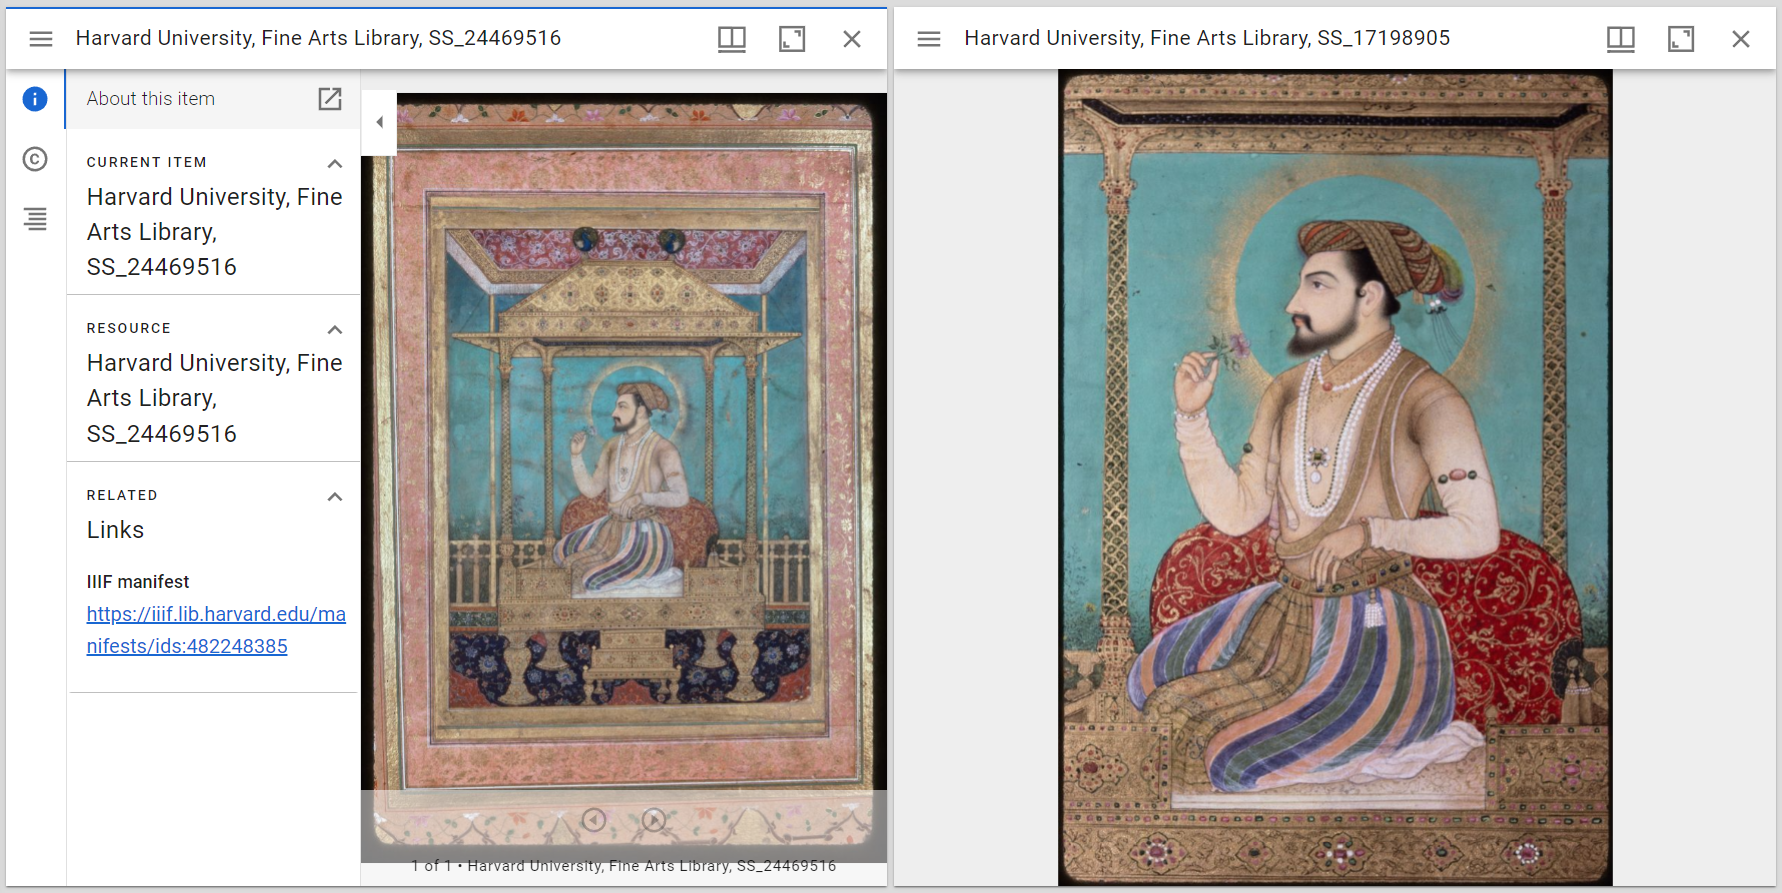 Harvard University, Fine Arts Library, SS_24469516
About this item
CURRENT ITEM
Harvard University, Fine
Arts Library,
SS_24469516
RESOURCE
Harvard University, Fine
Arts Library,
SS_24469516
RELATED
Links
IIIF manifest
https://iiif.lib.harvard.edu/ma
nifests/ids:482248385
1 of 1 • Harvard University, Fine Arts Library, SS_24469516
Harvard University, Fine Arts Library, SS_17198905